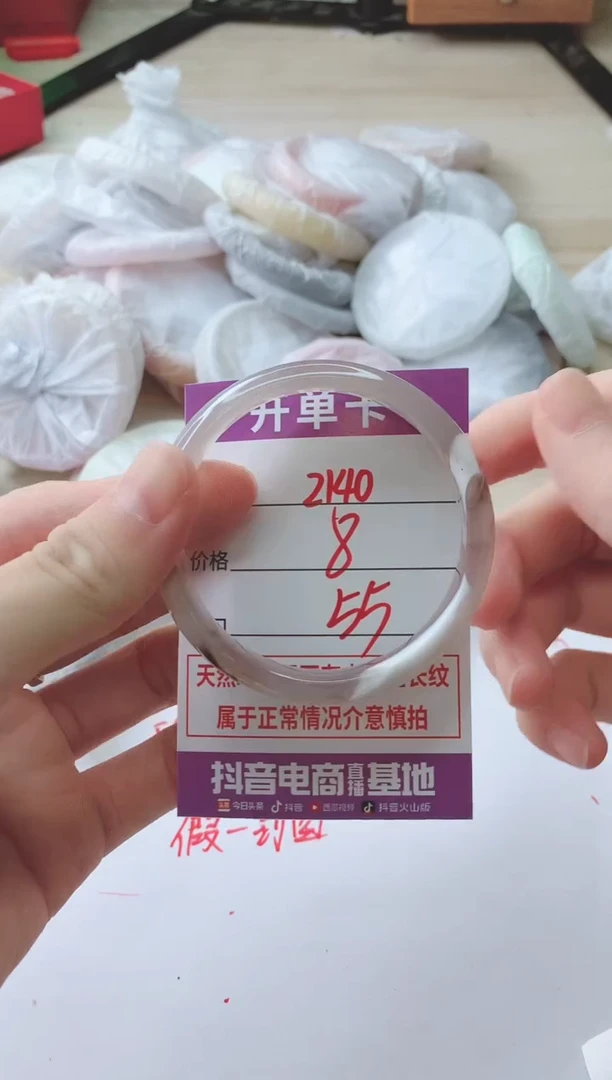 开单卡
2140
价格 8
55
天然 长纹
属于正常情况介意慎拍
抖音电商直播基地
今日头条 抖音 西瓜视频 抖音火山版
假一